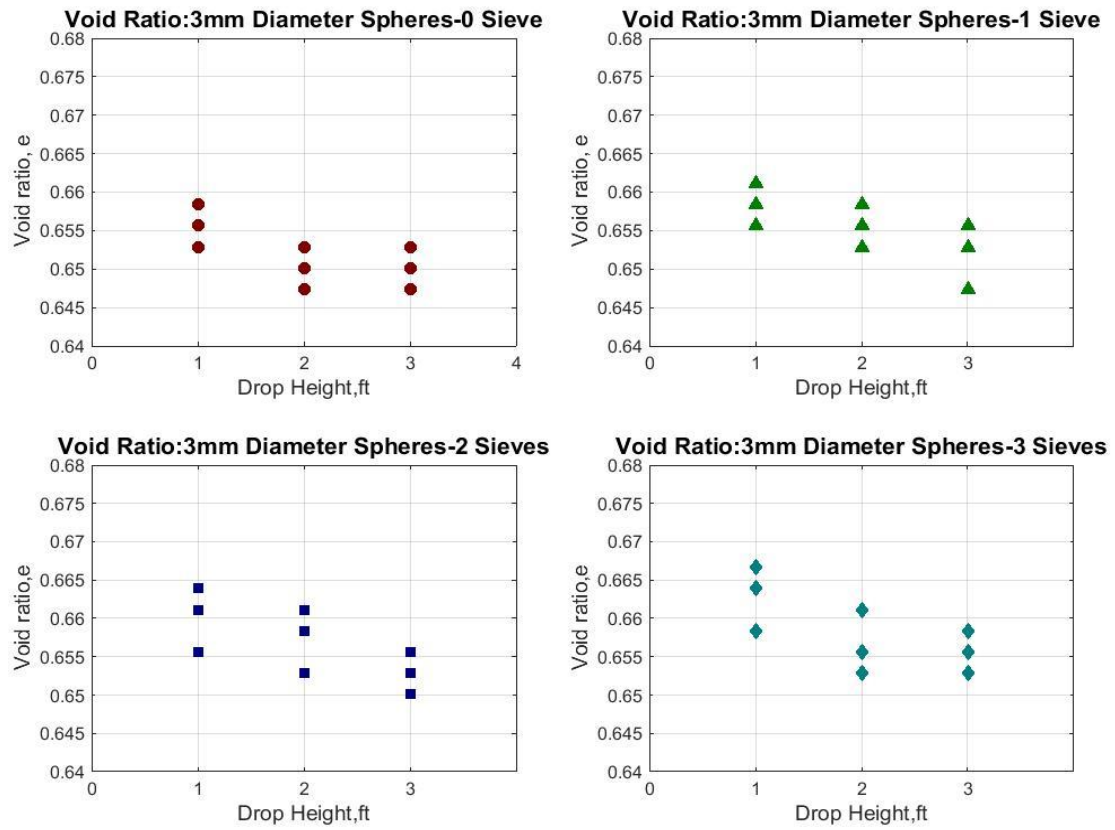 Void Ratio:3mm Diameter Spheres-0 Sieve
0.68
0.675
0.67
0.665
0.66
0.655
0.65
0.645
0.64
Void ratio, e
0 1 2 3 4
Drop Height,ft
Void Ratio:3mm Diameter Spheres-1 Sieve
0.68
0.675
0.67
0.665
0.66
0.655
0.65
0.645
0.64
Void ratio, e
0 1 2 3
Drop Height,ft
Void Ratio:3mm Diameter Spheres-2 Sieves
0.68
0.675
0.67
0.665
0.66
0.655
0.65
0.645
0.64
Void ratio,e
0 1 2 3
Drop Height,ft
Void Ratio:3mm Diameter Spheres-3 Sieves
0.68
0.675
0.67
0.665
0.66
0.655
0.65
0.645
0.64
Void ratio,e
0 1 2 3
Drop Height,ft